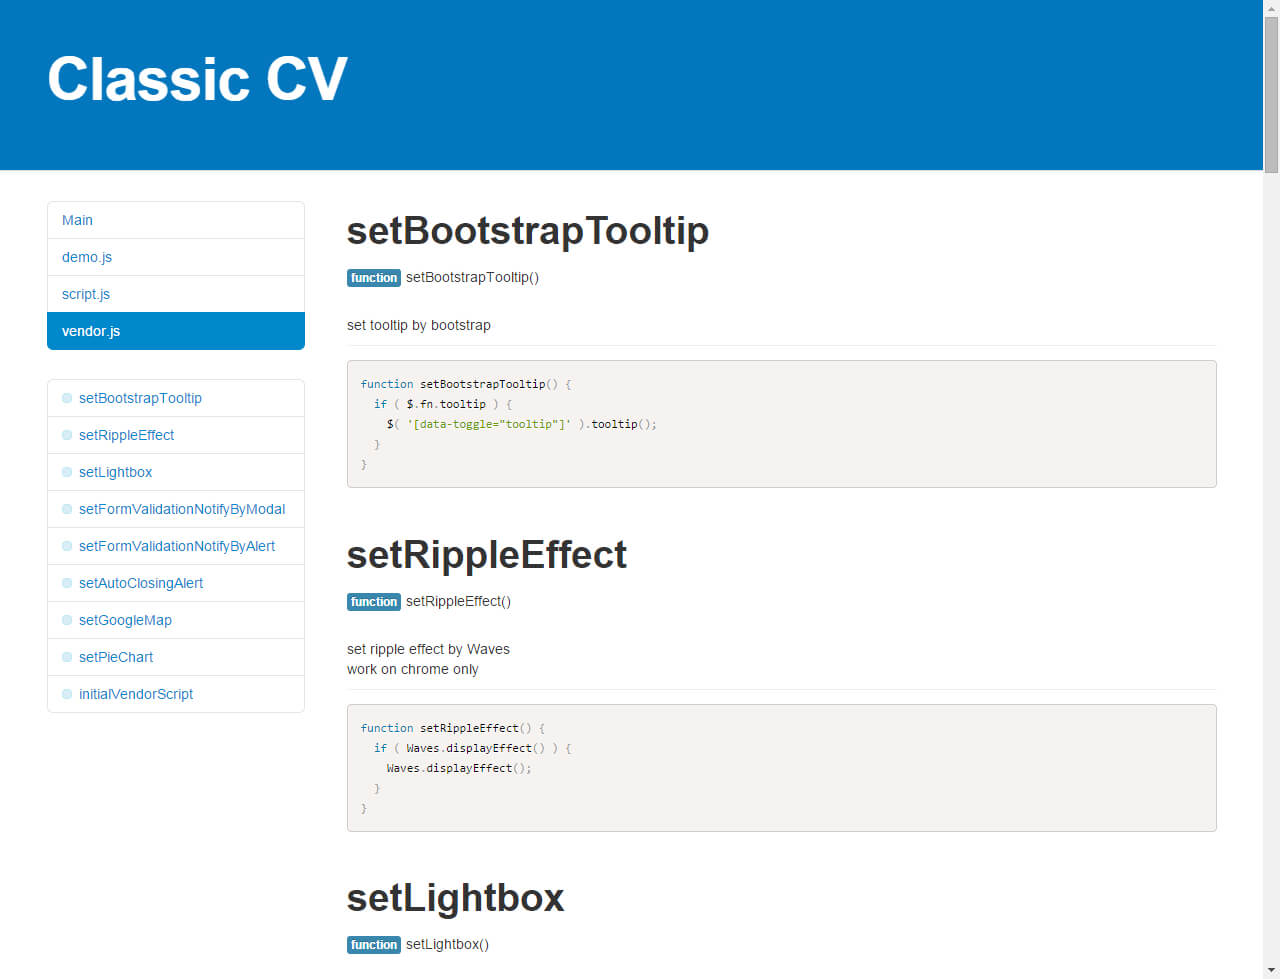 Classic CV
Main
demo.js
script.js
vendor.js
setBootstrapTooltip
setRippleEffect
setLightbox
setFormValidationNotifyByModal
setFormValidationNotifyByAlert
setAutoClosingAlert
setGoogleMap
setPieChart
initialVendorScript
setBootstrapTooltip
function setBootstrapTooltip()
set tooltip by bootstrap
function setBootstrapTooltip() {
  if ( $.fn.tooltip ) {
    $( '[data-toggle="tooltip"]' ).tooltip();
  }
}
setRippleEffect
function setRippleEffect()
set ripple effect by Waves
work on chrome only
function setRippleEffect() {
  if ( Waves.displayEffect() ) {
    Waves.displayEffect();
  }
}
setLightbox
function setLightbox()